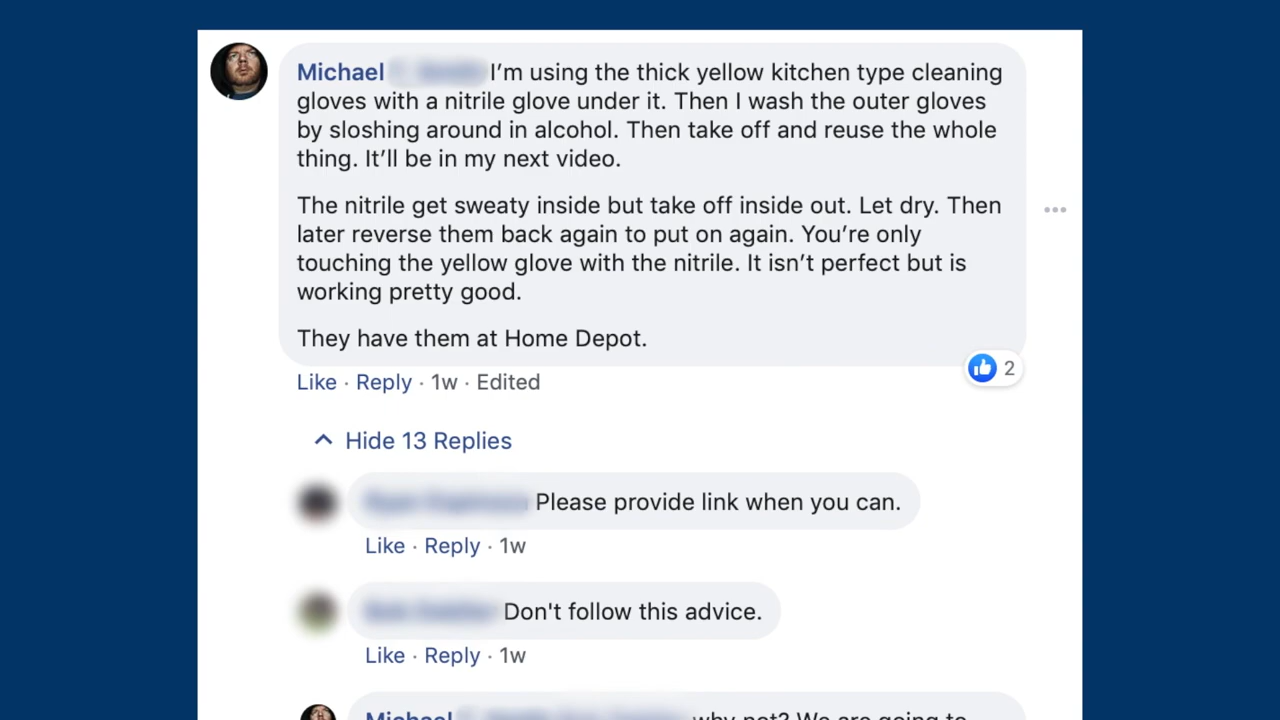 Michael I’m using the thick yellow kitchen type cleaning
gloves with a nitrile glove under it. Then I wash the outer gloves
by sloshing around in alcohol. Then take off and reuse the whole
thing. It’ll be in my next video.
The nitrile get sweaty inside but take off inside out. Let dry. Then
later reverse them back again to put on again. You’re only
touching the yellow glove with the nitrile. It isn’t perfect but is
working pretty good.
They have them at Home Depot.
2
Like · Reply · 1w · Edited
Hide 13 Replies
Please provide link when you can.
Like · Reply · 1w
Don't follow this advice.
Like · Reply · 1w
Michael why not? We are going to